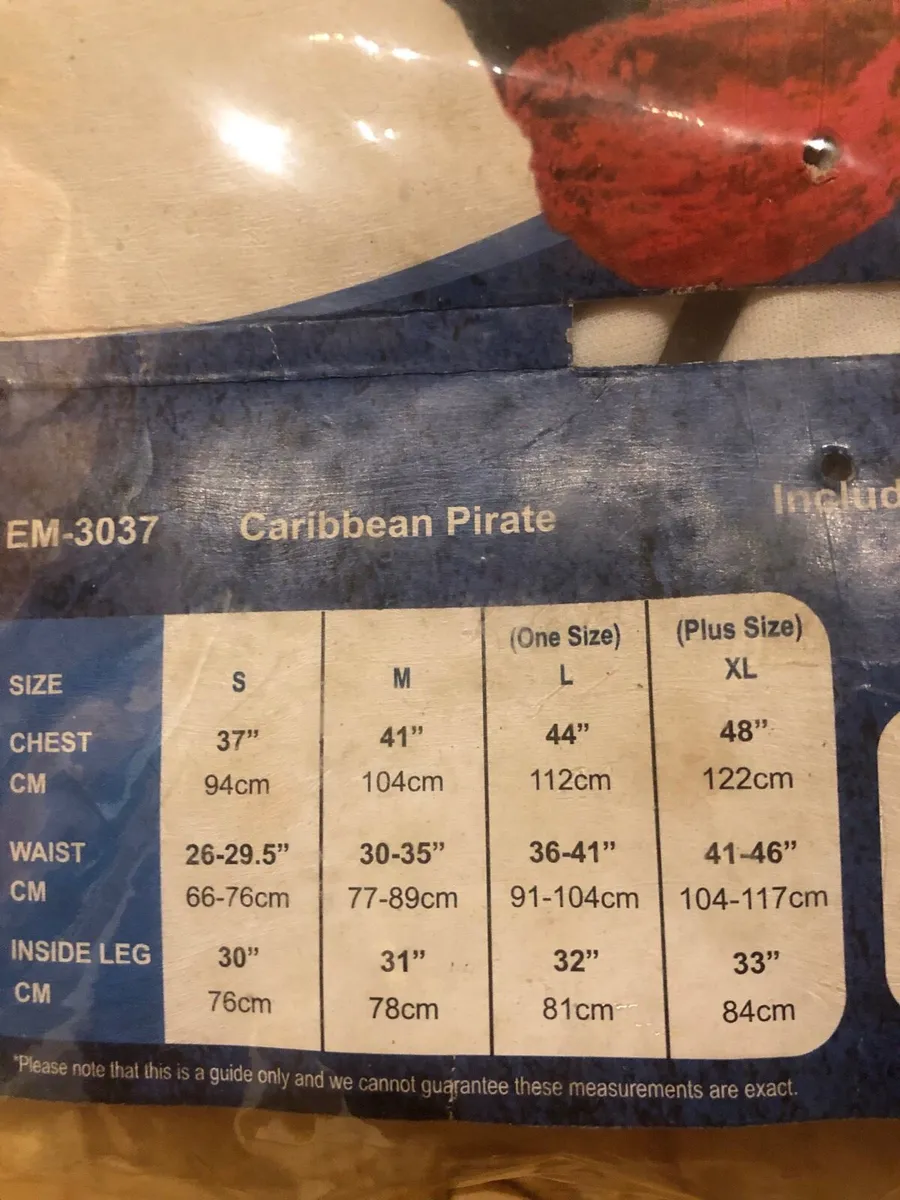 EM-3037 Caribbean Pirate Includ
(One Size) (Plus Size)
SIZE S M L XL
CHEST 37” 41” 44” 48”
CM 94cm 104cm 112cm 122cm
WAIST 26-29.5” 30-35” 36-41” 41-46”
CM 66-76cm 77-89cm 91-104cm 104-117cm
INSIDE LEG 30” 31” 32” 33”
CM 76cm 78cm 81cm 84cm
*Please note that this is a guide only and we cannot guarantee these measurements are exact.